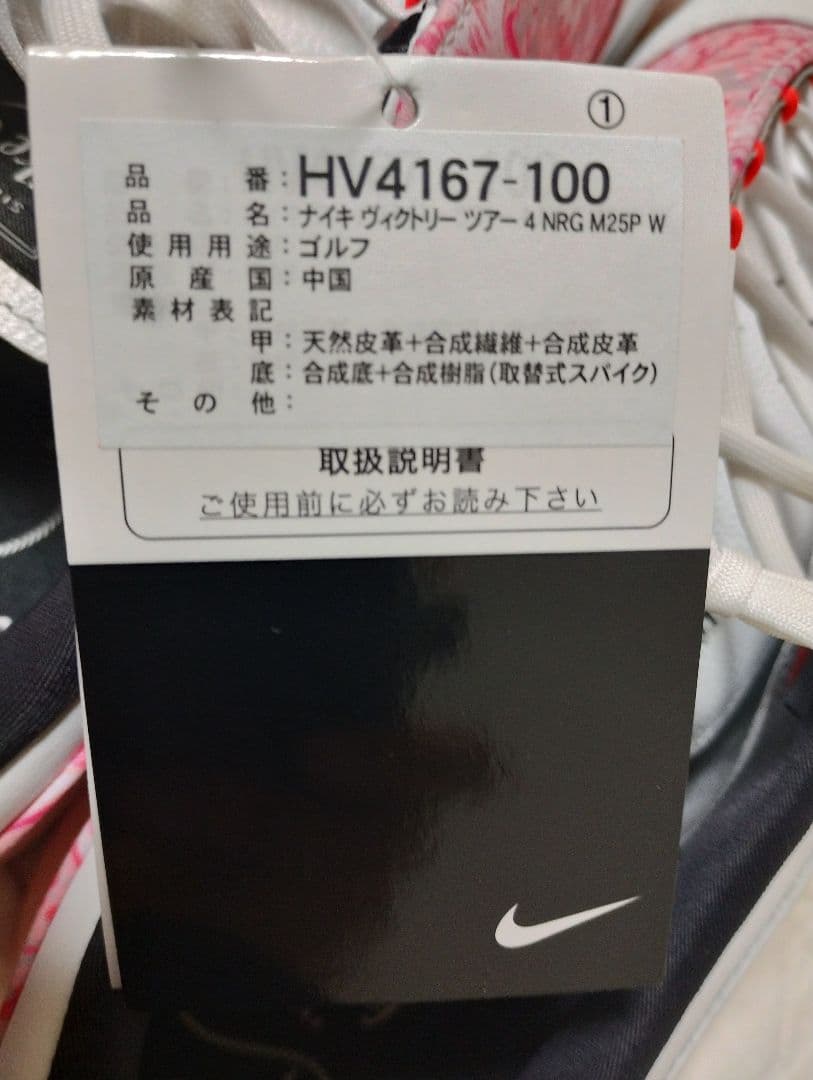 ①
品番：HV4167-100
品名：ナイキ ヴィクトリー ツアー 4 NRG M25P W
使用用途：ゴルフ
原産国：中国
素材表記
甲：天然皮革+合成繊維+合成皮革
底：合成底+合成樹脂(取替式スパイク)
その他：
取扱説明書
ご使用前に必ずお読み下さい